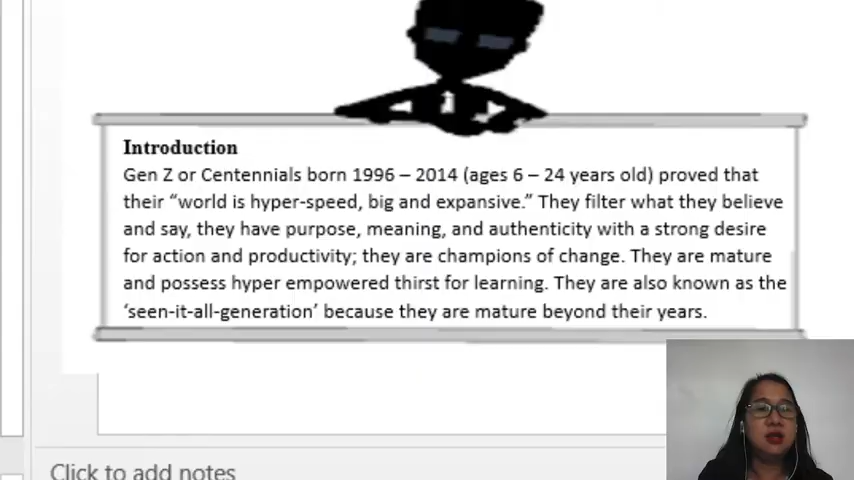 Introduction
Gen Z or Centennials born 1996 – 2014 (ages 6 – 24 years old) proved that
their “world is hyper-speed, big and expansive.” They filter what they believe
and say, they have purpose, meaning, and authenticity with a strong desire
for action and productivity; they are champions of change. They are mature
and possess hyper empowered thirst for learning. They are also known as the
‘seen-it-all-generation’ because they are mature beyond their years.
Click to add notes